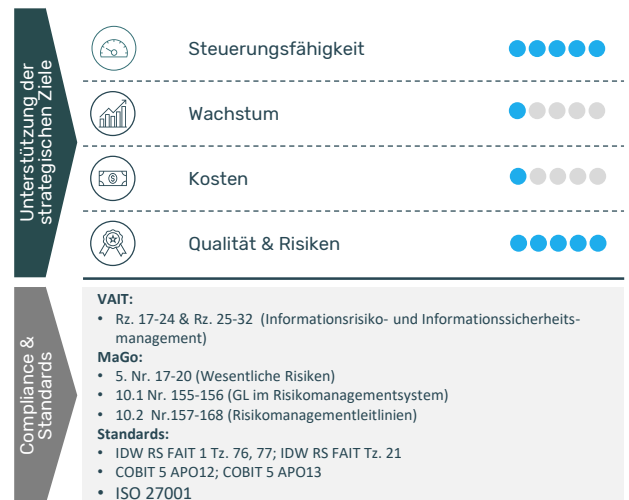 Unterstützung der
strategischen Ziele
Steuerungsfähigkeit
Wachstum
Kosten
Qualität & Risiken
Compliance &
Standards
VAIT:
• Rz. 17-24 & Rz. 25-32 (Informationsrisiko- und Informationssicherheits-
management)
MaGo:
• 5. Nr. 17-20 (Wesentliche Risiken)
• 10.1 Nr. 155-156 (GL im Risikomanagementsystem)
• 10.2 Nr.157-168 (Risikomanagementleitlinien)
Standards:
• IDW RS FAIT 1 Tz. 76, 77; IDW RS FAIT Tz. 21
• COBIT 5 APO12; COBIT 5 APO13
• ISO 27001